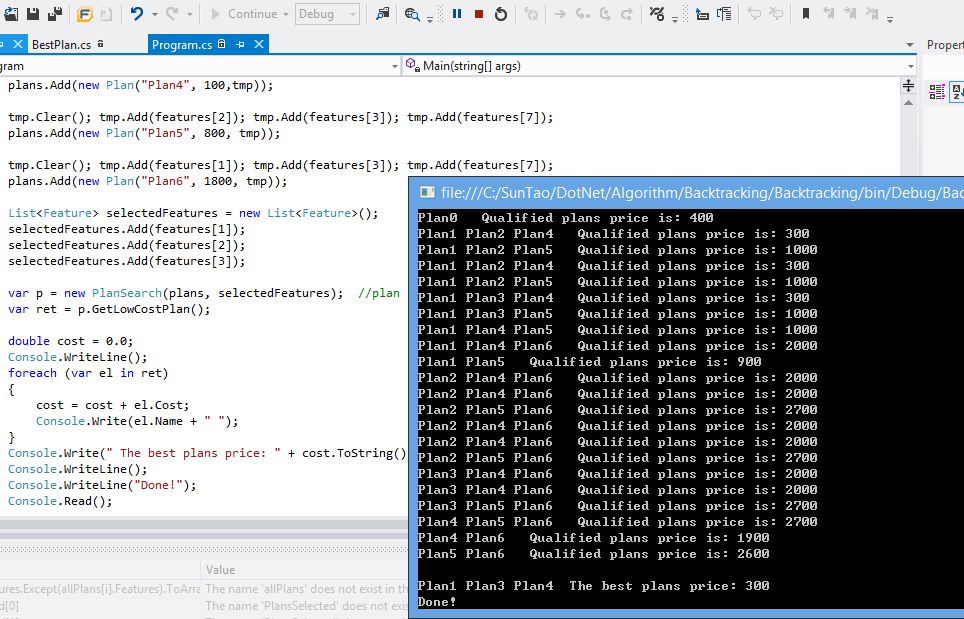 Continue Debug
BestPlan.cs Program.cs Propert
gram Main(string[] args)
plans.Add(new Plan("Plan4", 100,tmp));
tmp.Clear(); tmp.Add(features[2]); tmp.Add(features[3]); tmp.Add(features[7]);
plans.Add(new Plan("Plan5", 800, tmp));
tmp.Clear(); tmp.Add(features[1]); tmp.Add(features[3]); tmp.Add(features[7]);
plans.Add(new Plan("Plan6", 1800, tmp));
List<Feature> selectedFeatures = new List<Feature>();
selectedFeatures.Add(features[1]);
selectedFeatures.Add(features[2]);
selectedFeatures.Add(features[3]);
var p = new PlanSearch(plans, selectedFeatures);  //plan
var ret = p.GetLowCostPlan();
double cost = 0.0;
Console.WriteLine();
foreach (var el in ret)
{
cost = cost + el.Cost;
Console.Write(el.Name + " ");
}
Console.Write(" The best plans price: " + cost.ToString()
Console.WriteLine();
Console.WriteLine("Done!");
Console.Read();
Value
ures.Except(allPlans[i].Features).ToArra The name 'allPlans' does not exist in th
d[0] The name 'PlansSelected' does not exis
file:///C:/SunTao/DotNet/Algorithm/Backtracking/Backtracking/bin/Debug/Bac
Plan0   Qualified plans price is: 400
Plan1 Plan2 Plan4   Qualified plans price is: 300
Plan1 Plan2 Plan5   Qualified plans price is: 1000
Plan1 Plan2 Plan4   Qualified plans price is: 300
Plan1 Plan2 Plan5   Qualified plans price is: 1000
Plan1 Plan3 Plan4   Qualified plans price is: 300
Plan1 Plan3 Plan5   Qualified plans price is: 1000
Plan1 Plan4 Plan5   Qualified plans price is: 1000
Plan1 Plan4 Plan6   Qualified plans price is: 2000
Plan1 Plan5   Qualified plans price is: 900
Plan2 Plan4 Plan6   Qualified plans price is: 2000
Plan2 Plan4 Plan6   Qualified plans price is: 2000
Plan2 Plan5 Plan6   Qualified plans price is: 2700
Plan2 Plan4 Plan6   Qualified plans price is: 2000
Plan2 Plan4 Plan6   Qualified plans price is: 2000
Plan2 Plan5 Plan6   Qualified plans price is: 2700
Plan3 Plan4 Plan6   Qualified plans price is: 2000
Plan3 Plan4 Plan6   Qualified plans price is: 2000
Plan3 Plan5 Plan6   Qualified plans price is: 2700
Plan4 Plan5 Plan6   Qualified plans price is: 2700
Plan4 Plan6   Qualified plans price is: 1900
Plan5 Plan6   Qualified plans price is: 2600
Plan1 Plan3 Plan4  The best plans price: 300
Done!